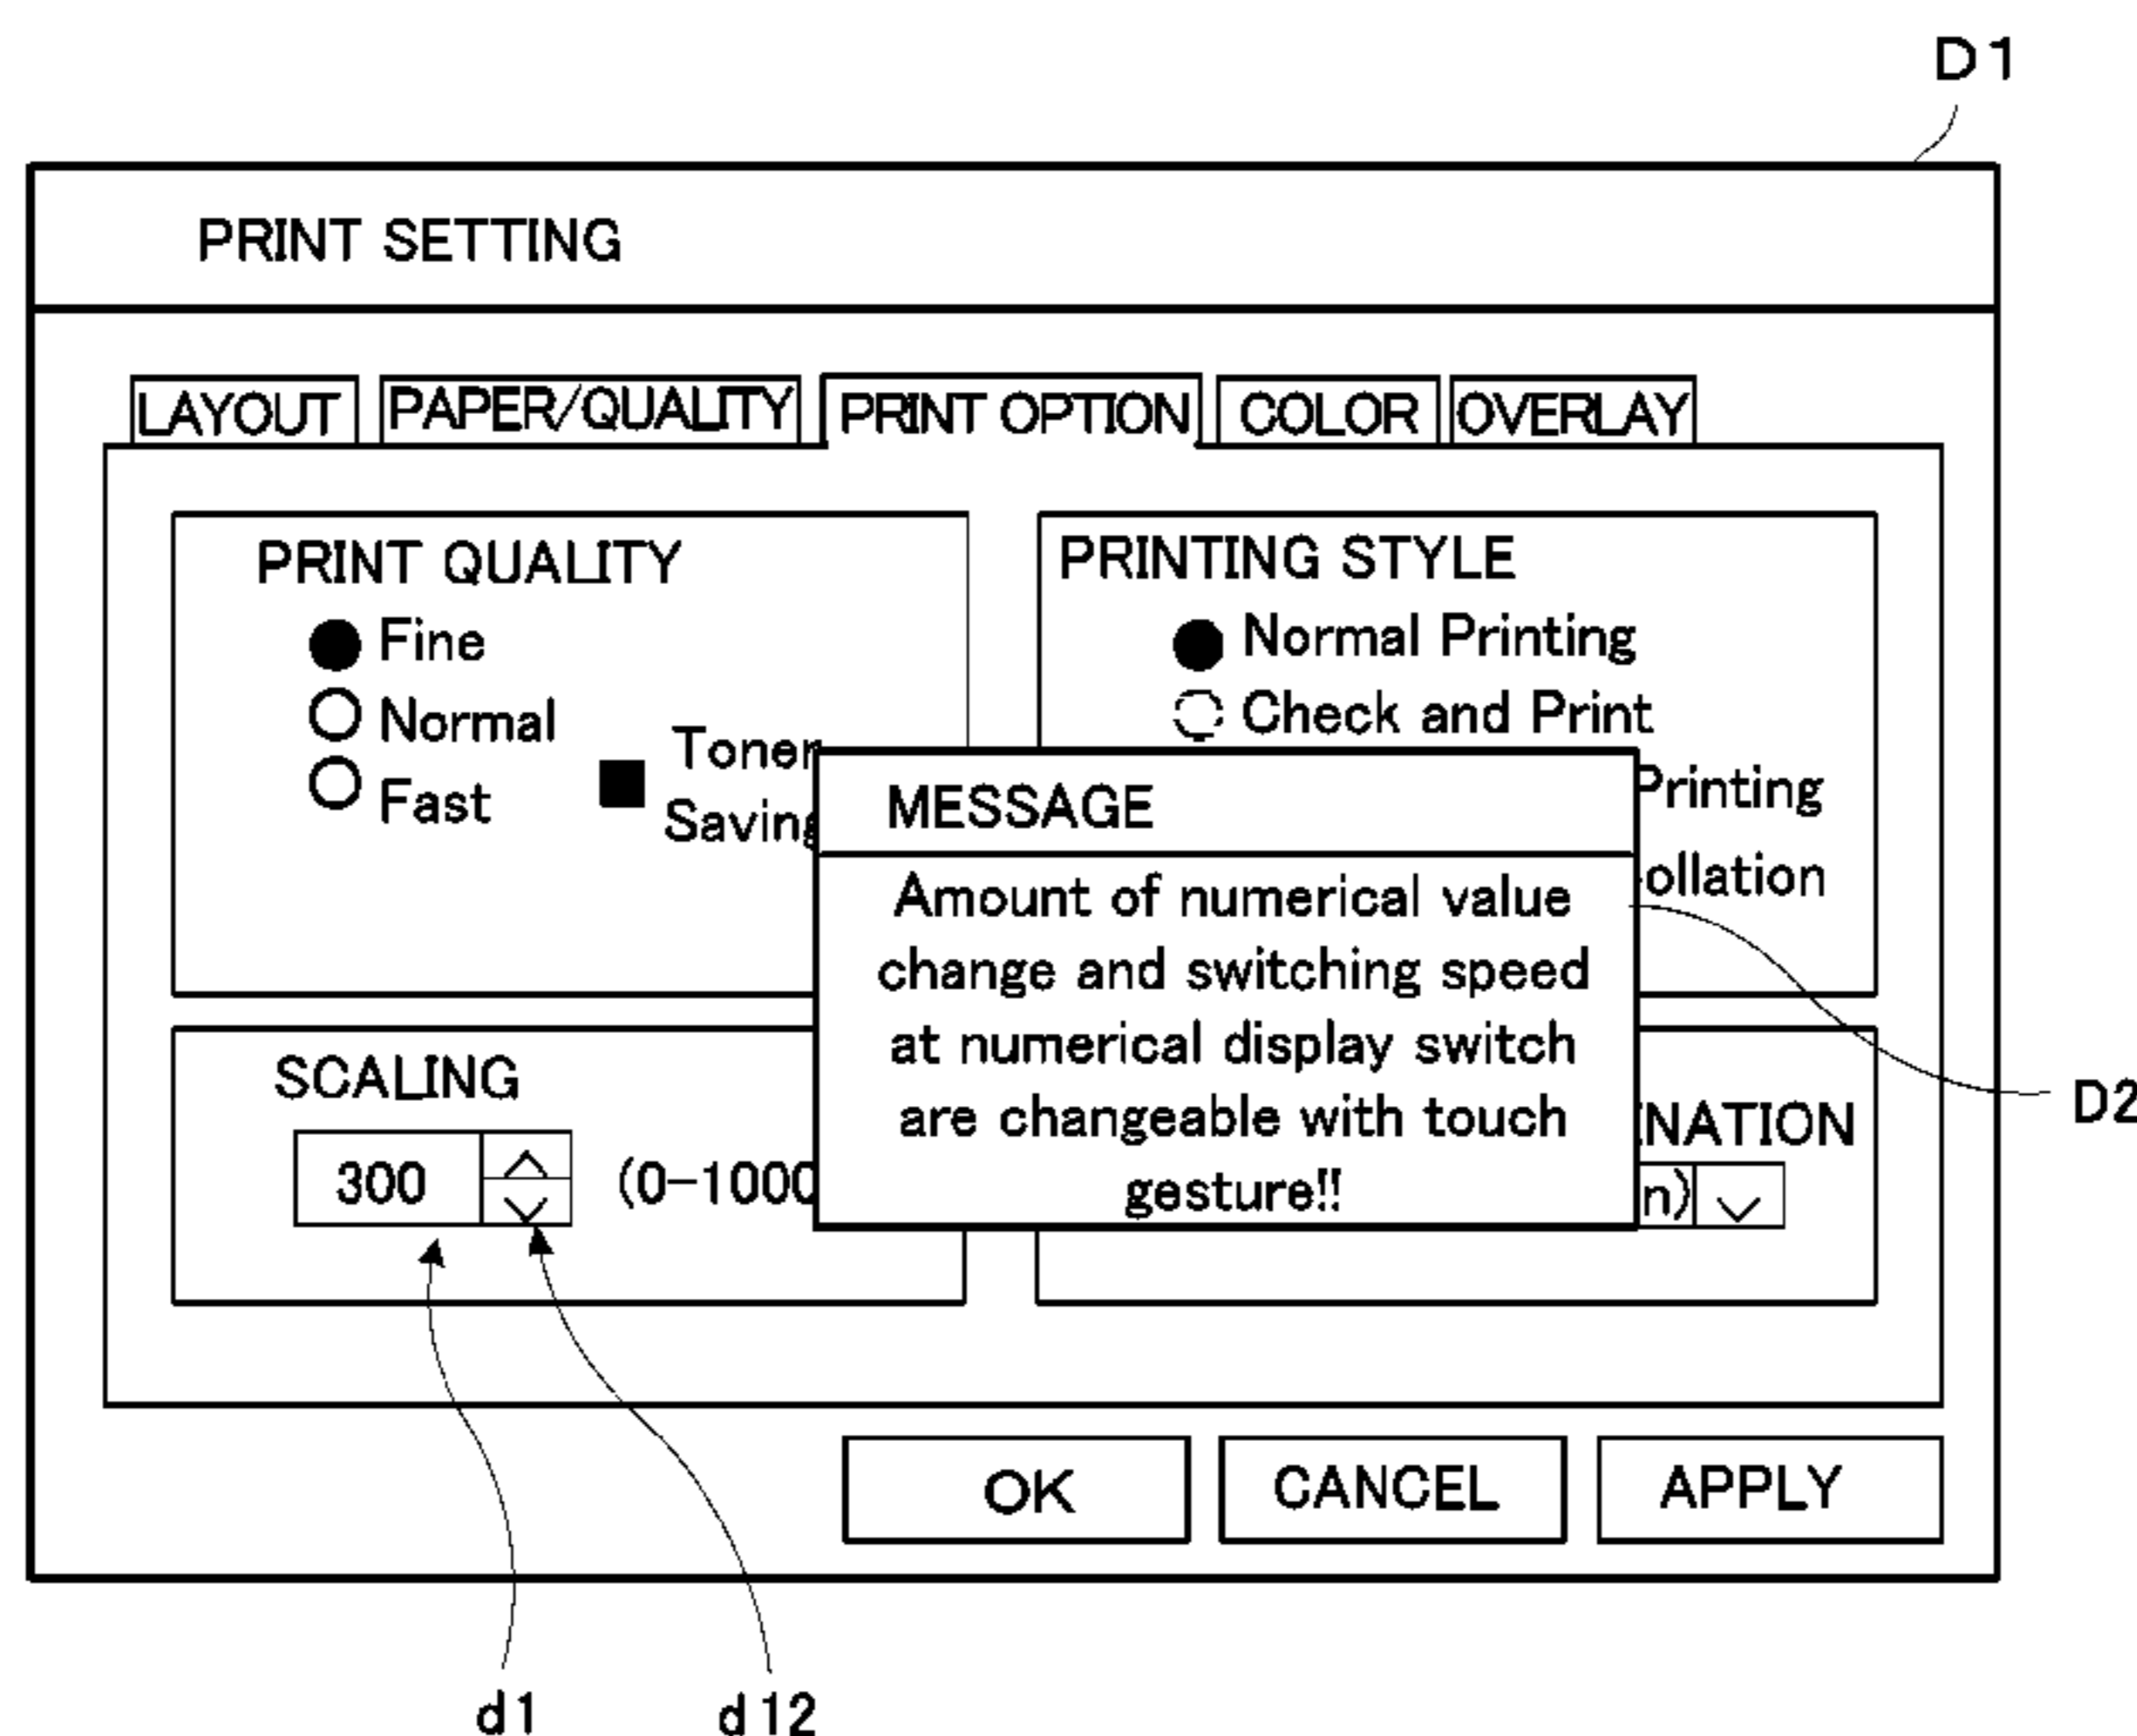 D1
PRINT SETTING
LAYOUT PAPER/QUALITY PRINT OPTION COLOR OVERLAY
PRINT QUALITY
Fine
Normal
Fast
Toner
Saving
PRINTING STYLE
Normal Printing
Check and Print
Printing
ollation
MESSAGE
Amount of numerical value
change and switching speed
at numerical display switch
are changeable with touch
gesture!!
D2
SCALING
300
(0-1000
NATION
n)
OK CANCEL APPLY
d1 d12